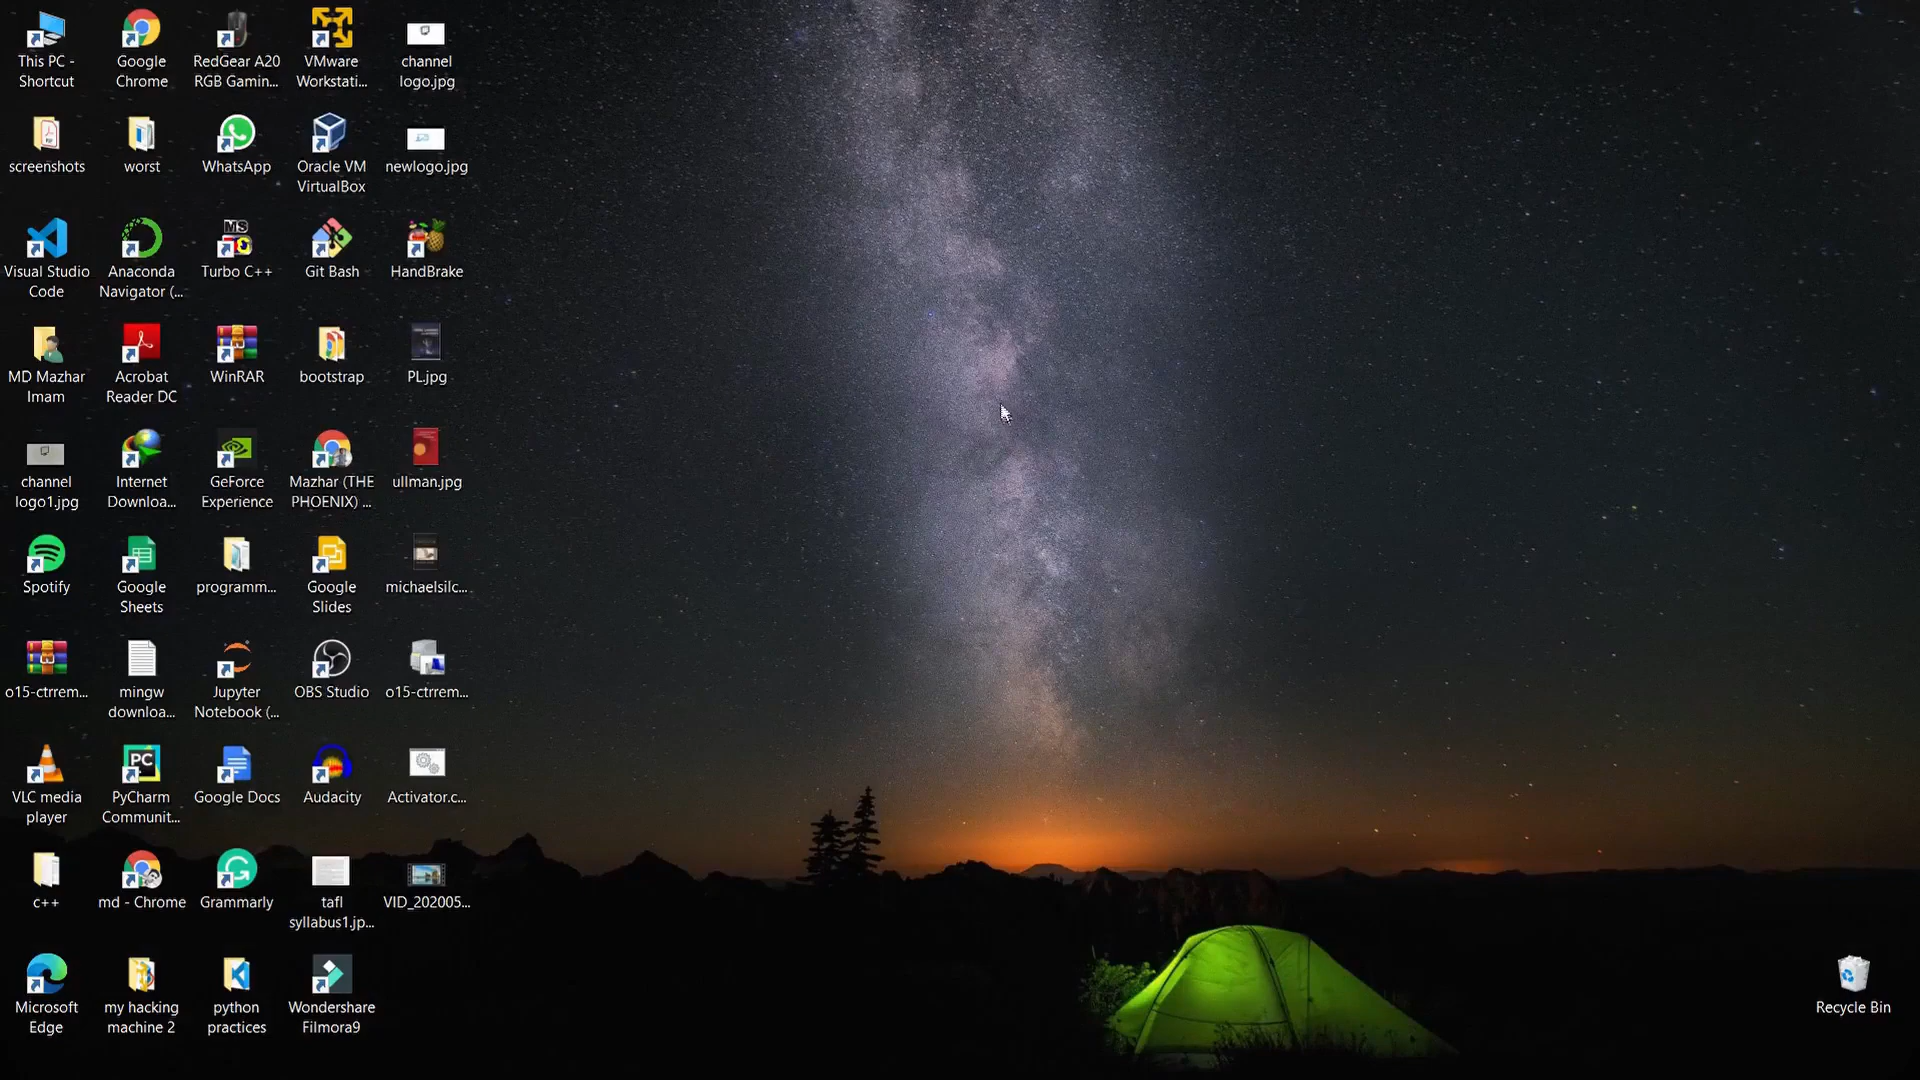 This PC -
Shortcut
Google
Chrome
RedGear A20
RGB Gamin...
VMware
Workstati...
channel
logo.jpg
screenshots
worst
WhatsApp
Oracle VM
VirtualBox
newlogo.jpg
Visual Studio
Code
Anaconda
Navigator (...
MS
Turbo C++
Git Bash
HandBrake
MD Mazhar
Imam
Acrobat
Reader DC
WinRAR
bootstrap
PL.jpg
channel
logo1.jpg
Internet
Downloa...
GeForce
Experience
Mazhar (THE
PHOENIX) ...
ullman.jpg
Spotify
Google
Sheets
programm...
Google
Slides
michaelsilc...
o15-ctrrem...
mingw
downloa...
Jupyter
Notebook (...
OBS Studio
o15-ctrrem...
VLC media
player
PC
PyCharm
Communit...
Google Docs
Audacity
Activator.c...
c++
md - Chrome
Grammarly
tafl
syllabus1.jp...
VID_202005...
Microsoft
Edge
my hacking
machine 2
python
practices
Wondershare
Filmora9
Recycle Bin